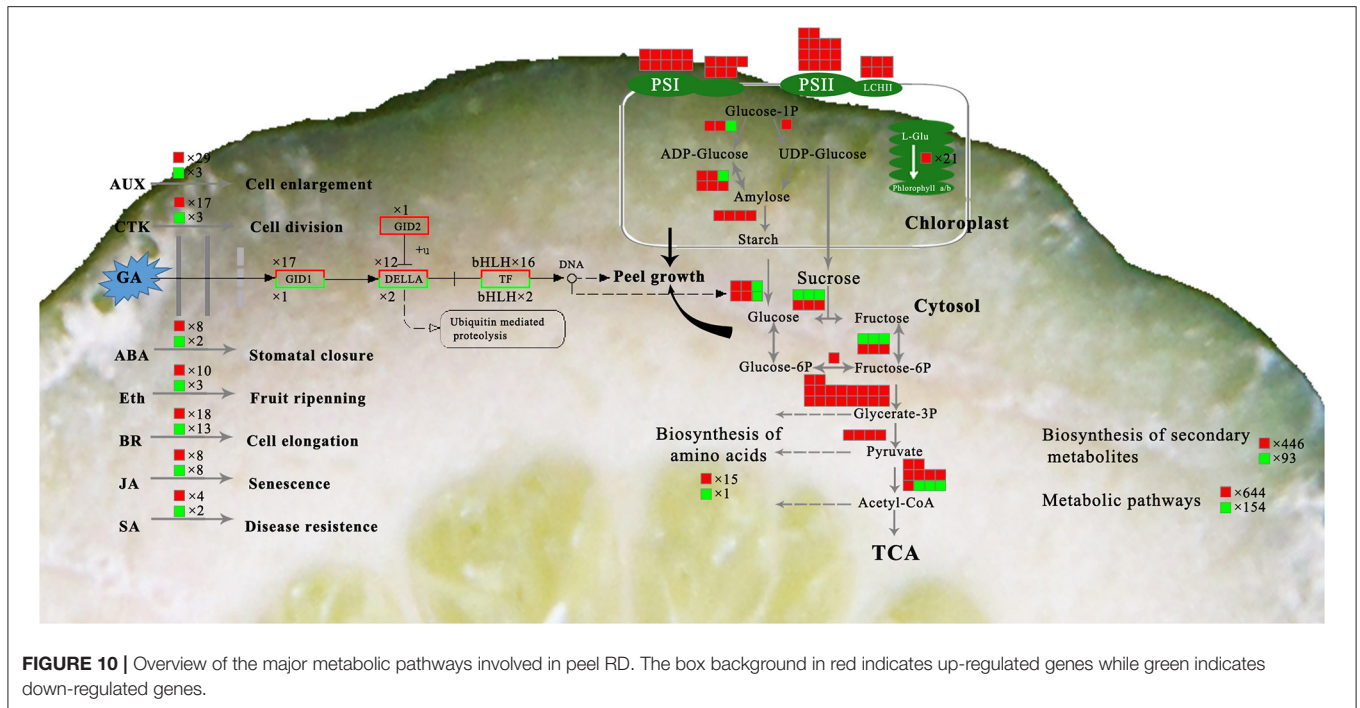 PSI
PSII
LCHII
Glucose-1P
ADP-Glucose
UDP-Glucose
Amylose
Starch
L-Glu
×21
Phlorophyll a/b
Chloroplast
×29
×3
AUX
Cell enlargement
×17
×3
CTK
Cell division
GA
×17
GID1
×1
×1
GID2
+u
×12
DELLA
×2
Ubiquitin mediated
proteolysis
bHLH×16
TF
bHLH×2
DNA
Peel growth
×8
×2
ABA
Stomatal closure
×10
×3
Eth
Fruit ripenning
×18
×13
BR
Cell elongation
×8
×8
JA
Senescence
×4
×2
SA
Disease resistence
Sucrose
Cytosol
Glucose
Fructose
Glucose-6P
Fructose-6P
Glycerate-3P
Pyruvate
Acetyl-CoA
TCA
Biosynthesis of
amino acids
×15
×1
Biosynthesis of secondary
metabolites
×446
×93
Metabolic pathways
×644
×154
FIGURE 10 | Overview of the major metabolic pathways involved in peel RD. The box background in red indicates up-regulated genes while green indicates
down-regulated genes.